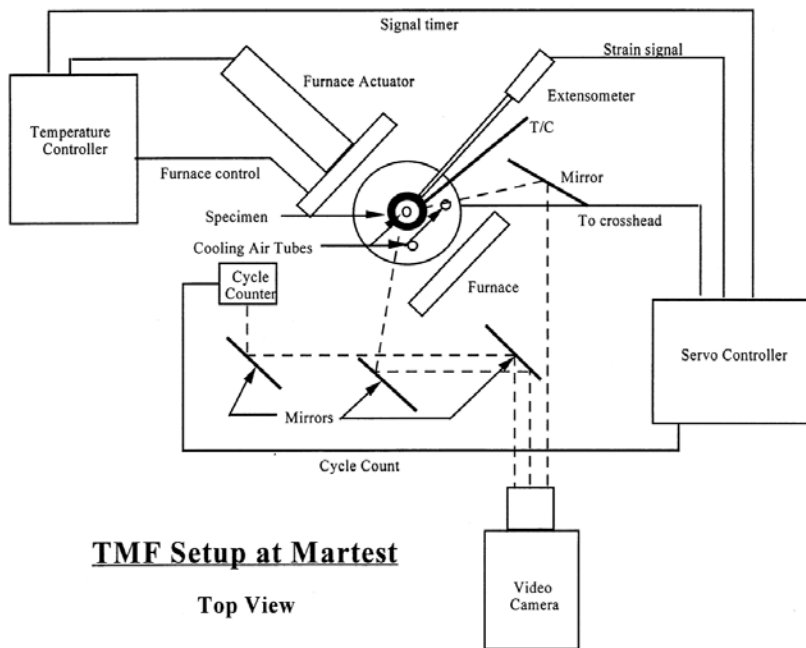 Signal timer
Strain signal
Furnace Actuator
Extensometer
T/C
Temperature
Controller
Furnace control
Mirror
Specimen
To crosshead
Cooling Air Tubes
Cycle
Counter
Furnace
Servo Controller
Mirrors
Cycle Count
TMF Setup at Martest
Top View
Video
Camera